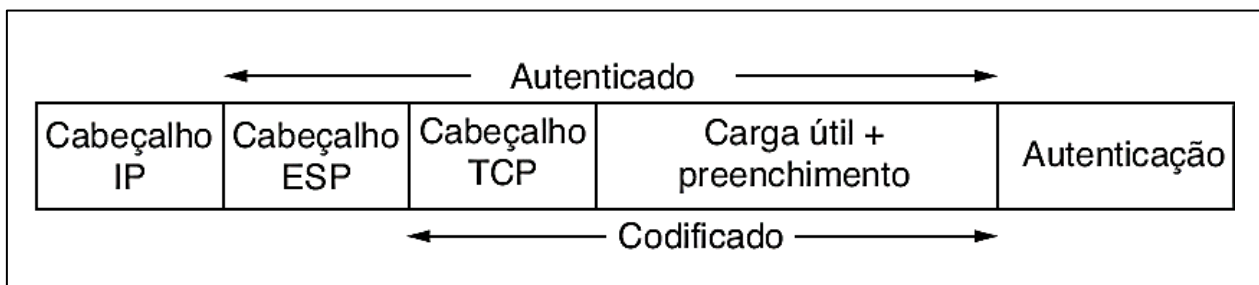 Autenticado
Cabeçalho
IP
Cabeçalho
ESP
Cabeçalho
TCP
Carga útil +
preenchimento
Autenticação
Codificado